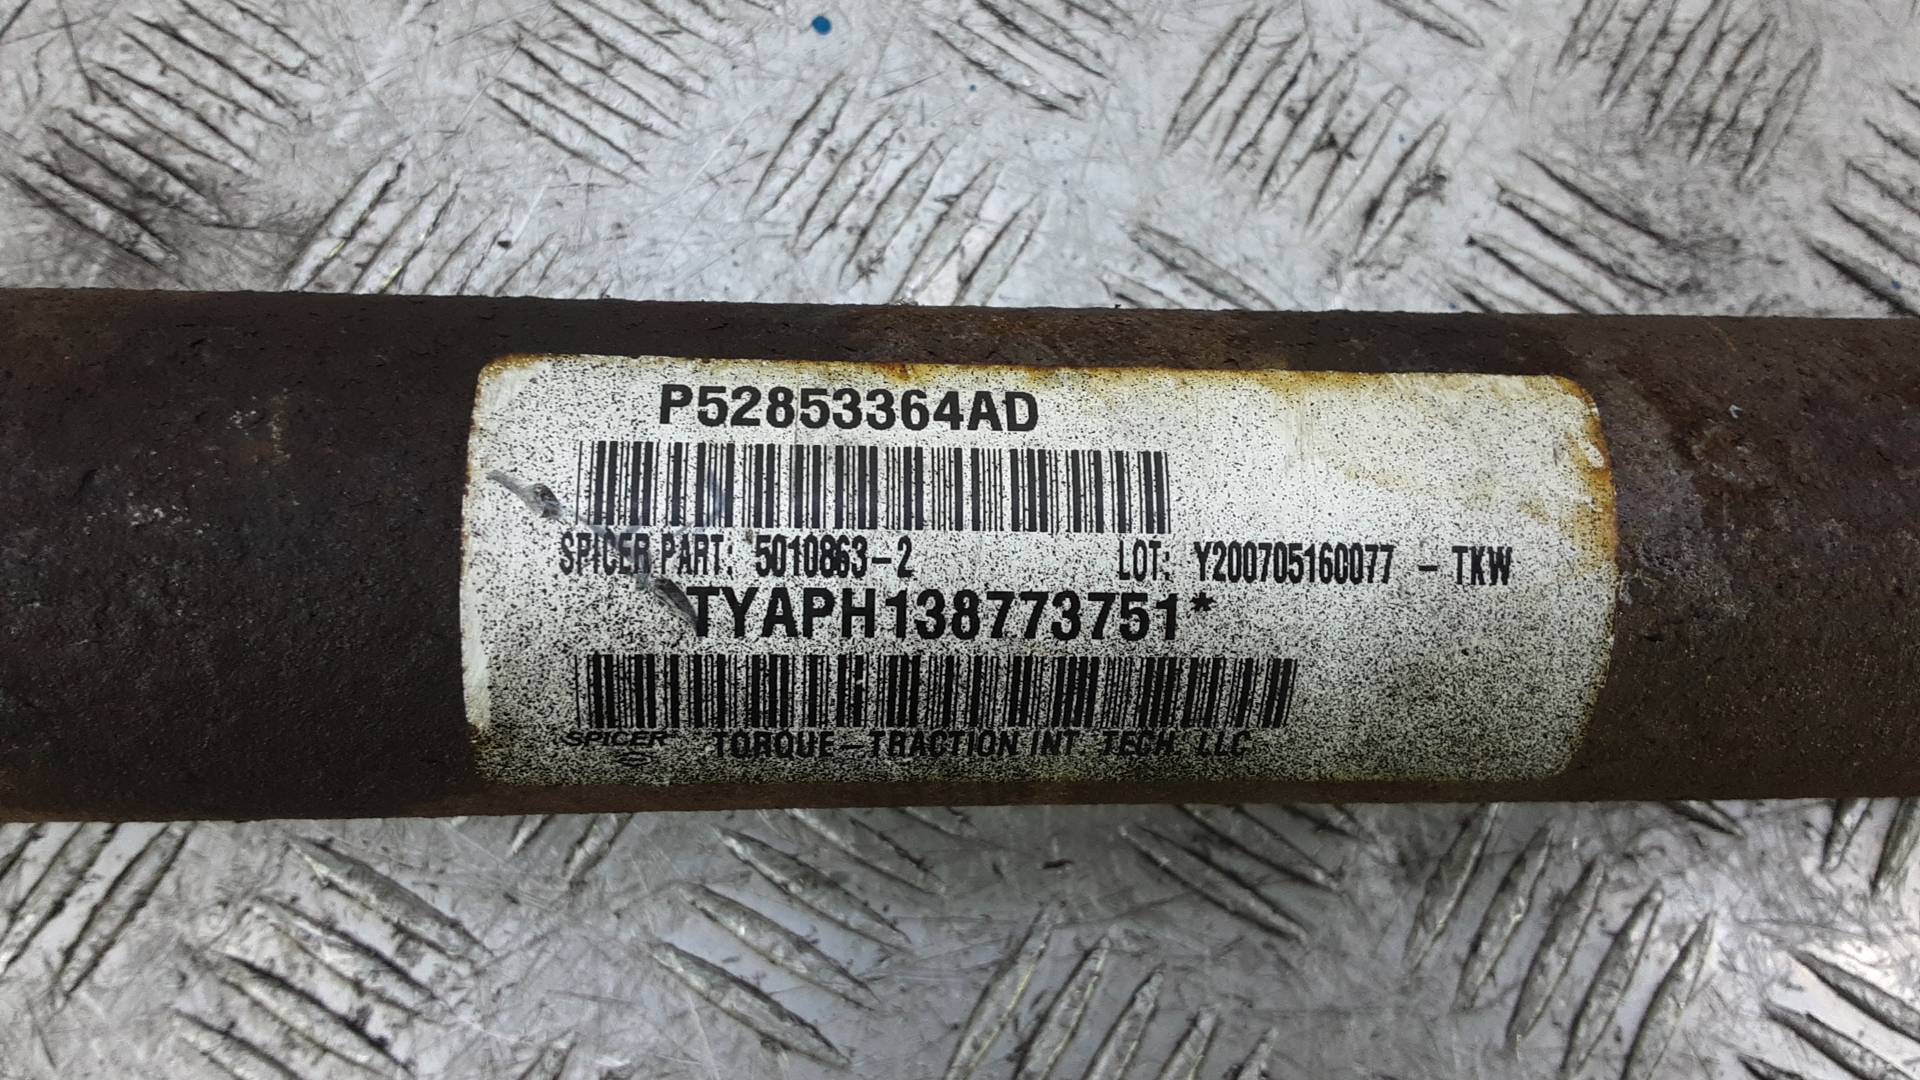 P52853364AD
SPICER PART: 5010863-2 LOT: Y200705160077 - TKW
TYAPH138773751*
SPICER TORQUE-TRACTION INT. TECH. LLC